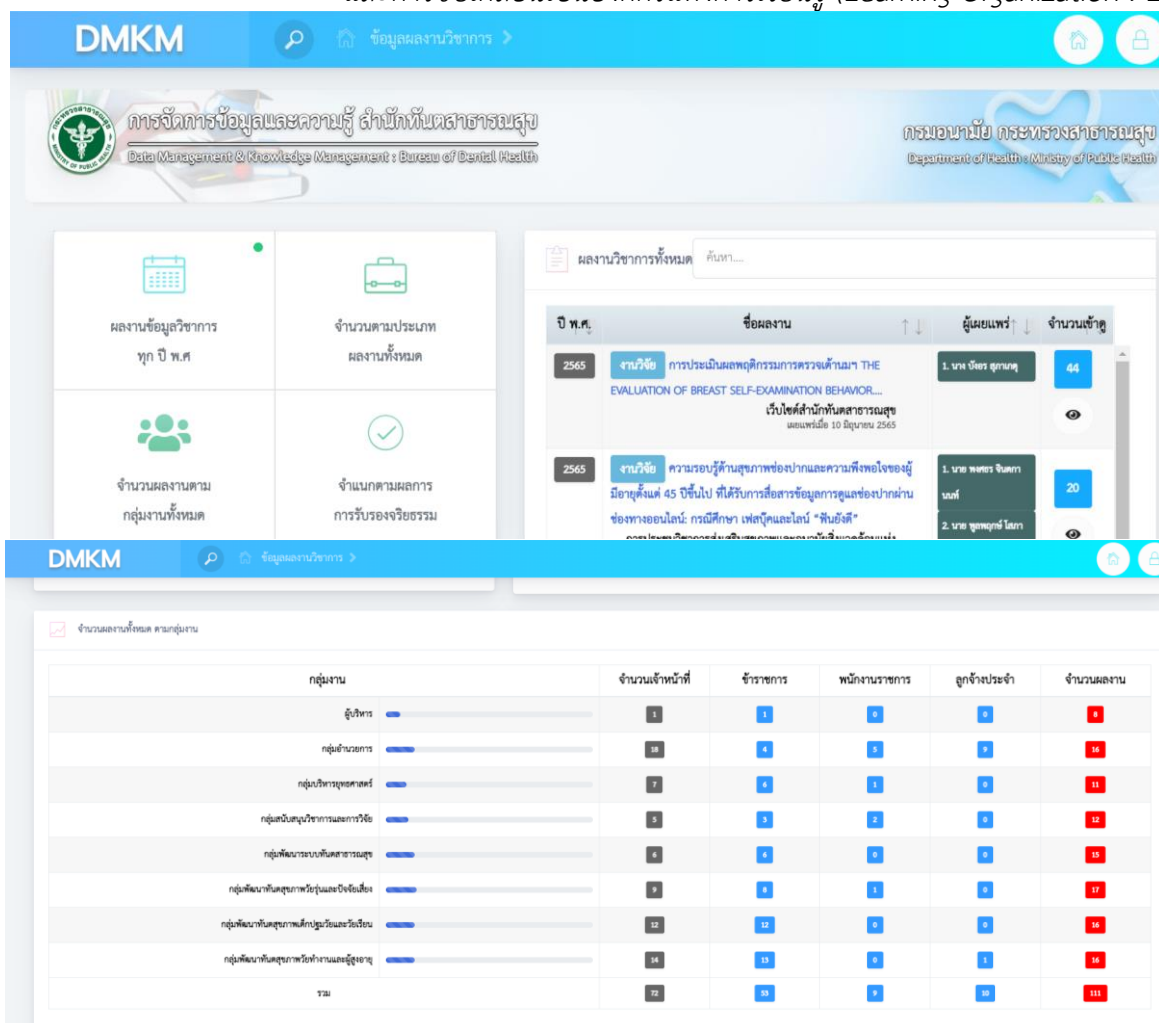 (Learning Organization :
DMKM
ข้อมูลผลงานวิชาการ >
การจัดการข้อมูลและความรู้ สำนักทันตสาธารณสุข
Data Management & Knowledge Management : Bureau of Dental Health
กรมอนามัย กระทรวงสาธารณสุข
Department of Health : Ministry of Public Health
ผลงานข้อมูลวิชาการ
ทุก ปี พ.ศ
จำนวนตามประเภท
ผลงานทั้งหมด
จำนวนผลงานตาม
กลุ่มงานทั้งหมด
จำแนกตามผลการ
การรับรองจริยธรรม
ผลงานวิชาการทั้งหมด ค้นหา....
ปี พ.ศ. ชื่อผลงาน ผู้เผยแพร่ จำนวนเข้าดู
2565 งานวิจัย การประเมินผลพฤติกรรมการตรวจเต้านมฯ THE 44
EVALUATION OF BREAST SELF-EXAMINATION BEHAVIOR....
เว็บไซต์สำนักทันตสาธารณสุข
เผยแพร่เมื่อ 10 มิถุนายน 2565
2565 งานวิจัย ความรอบรู้ด้านสุขภาพช่องปากและความพึงพอใจของผู้ 20
มีอายุตั้งแต่ 45 ปีขึ้นไป ที่ได้รับการสื่อสารข้อมูลการดูแลช่องปากผ่าน
ช่องทางออนไลน์: กรณีศึกษา เฟสบุ๊คและไลน์ "ฟันยังดี"
DMKM
ข้อมูลผลงานวิชาการ >
จำนวนผลงานทั้งหมด ตามกลุ่มงาน
กลุ่มงาน จำนวนเจ้าหน้าที่ ข้าราชการ พนักงานราชการ ลูกจ้างประจำ จำนวนผลงาน
ผู้บริหาร 1 1 0 0 8
กลุ่มอำนวยการ 18 4 5 9 16
กลุ่มบริหารยุทธศาสตร์ 7 6 1 0 11
กลุ่มสนับสนุนวิชาการและการวิจัย 5 3 2 0 12
กลุ่มพัฒนาระบบทันตสาธารณสุข 6 6 0 0 15
กลุ่มพัฒนาทันตสุขภาพวัยรุ่นและปัจจัยเสี่ยง 9 8 1 0 17
กลุ่มพัฒนาทันตสุขภาพเด็กปฐมวัยและวัยเรียน 12 12 0 0 16
กลุ่มพัฒนาทันตสุขภาพวัยทำงานและผู้สูงอายุ 14 13 0 1 16
รวม 72 53 9 10 111